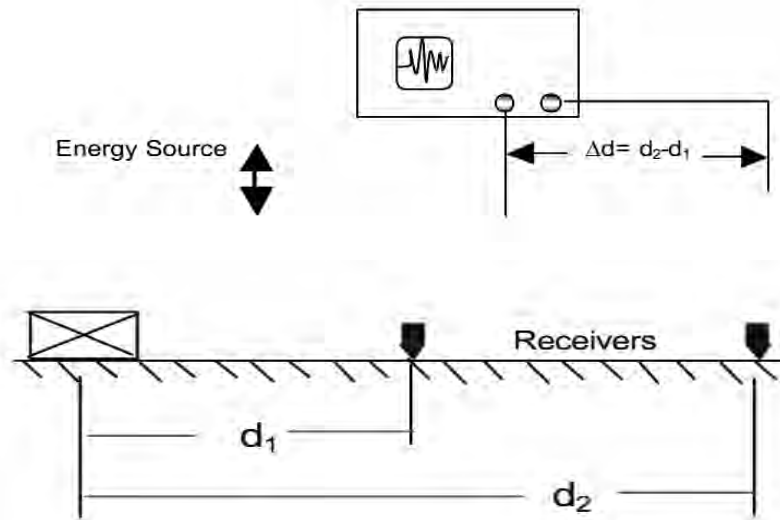 Energy Source
Δd= d₂-d₁
Receivers
d₁
d₂